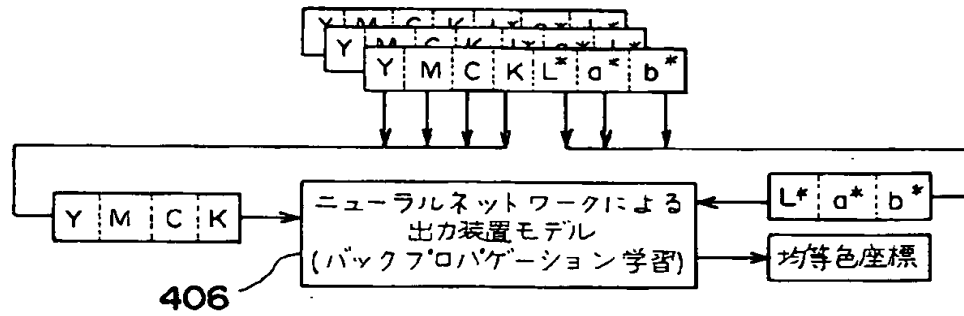 Y M C K L* a* b*
Y M C K L* a* b*
Y M C K L* a* b*
Y M C K
ニューラルネットワークによる
出力装置モデル
(バックプロパゲーション学習)
L* a* b*
均等色座標
406